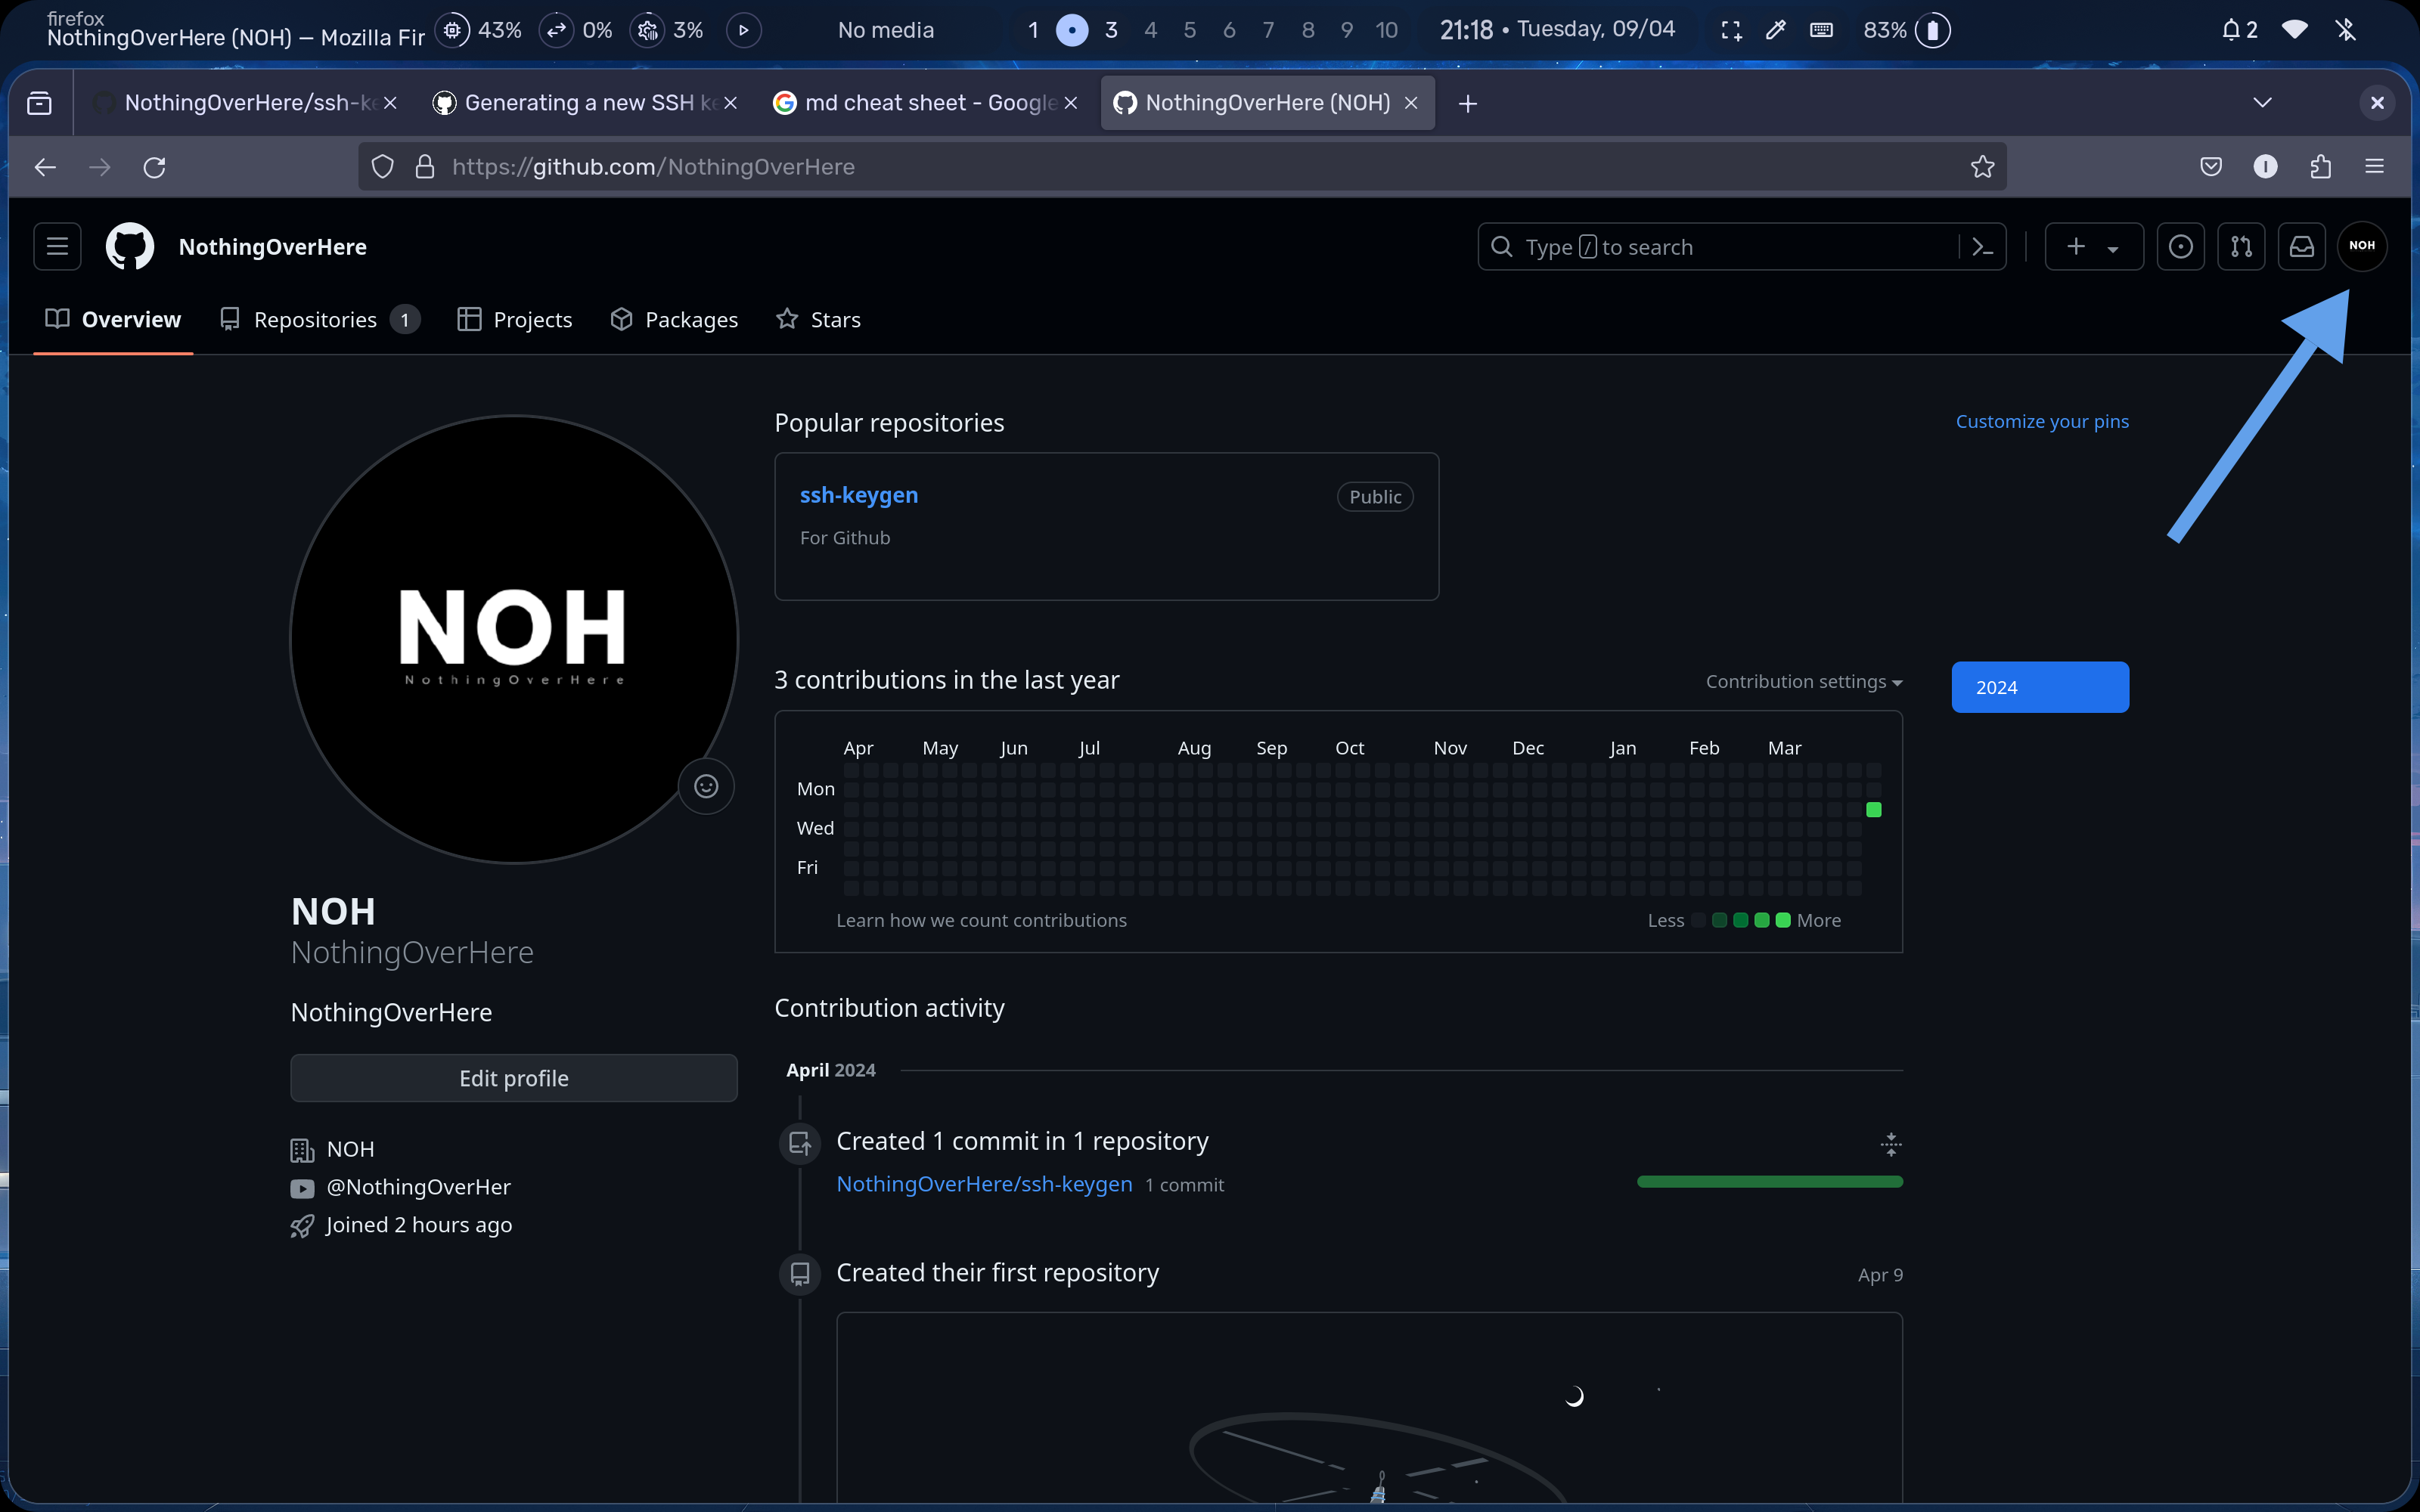 firefox
NothingOverHere (NOH) — Mozilla Fir
43% 0% 3% No media 1 3 4 5 6 7 8 9 10 21:18 • Tuesday, 09/04 83% 2
NothingOverHere/ssh-ke Generating a new SSH ke md cheat sheet - Google NothingOverHere (NOH)
https://github.com/NothingOverHere
NothingOverHere Type / to search NOH
Overview Repositories 1 Projects Packages Stars
Popular repositories Customize your pins
ssh-keygen Public
For Github
NOH
NothingOverHere
3 contributions in the last year Contribution settings 2024
Apr May Jun Jul Aug Sep Oct Nov Dec Jan Feb Mar
Mon
Wed
Fri
Learn how we count contributions Less More
NOH
NothingOverHere
NothingOverHere
Edit profile
NOH
@NothingOverHer
Joined 2 hours ago
Contribution activity
April 2024
Created 1 commit in 1 repository
NothingOverHere/ssh-keygen 1 commit
Created their first repository Apr 9